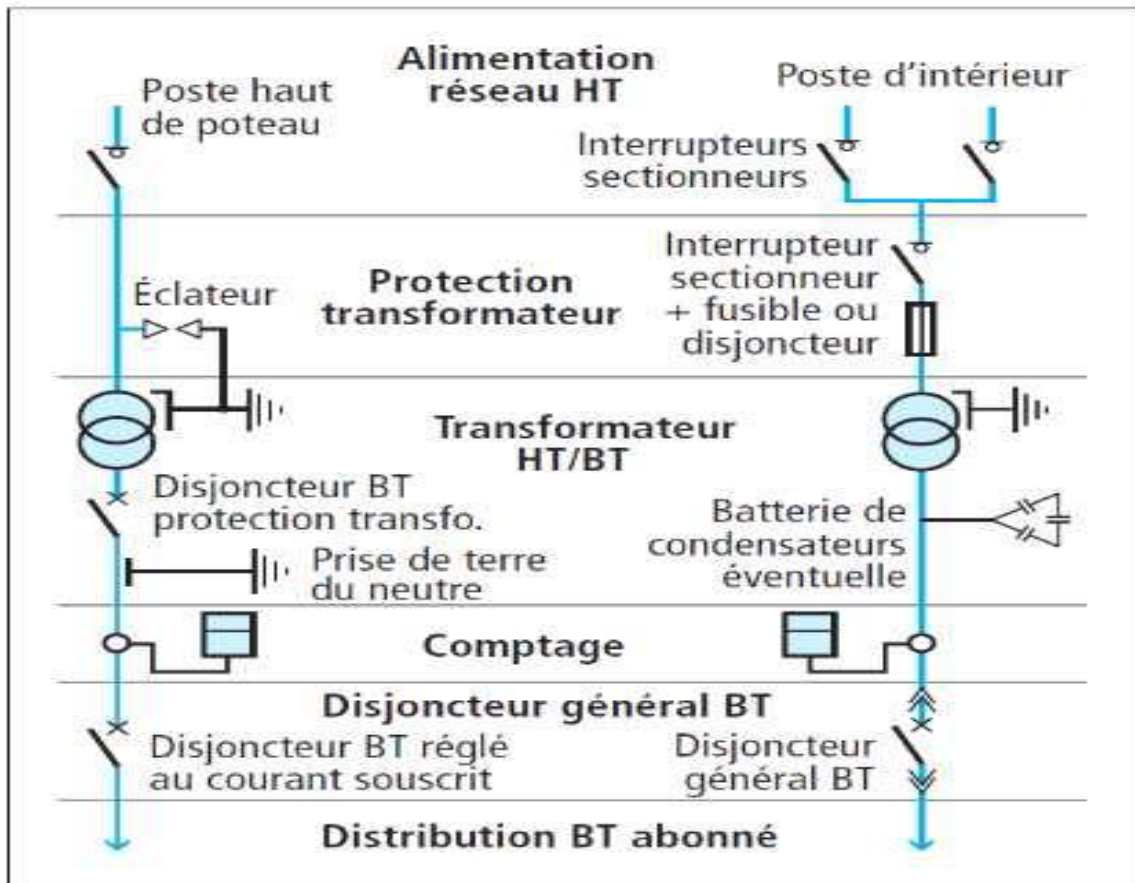 Alimentation
réseau HT
Poste haut
de poteau
Poste d'intérieur
Interrupteurs
sectionneurs
Éclateur
Protection
transformateur
Interrupteur
sectionneur
+ fusible ou
disjoncteur
Transformateur
HT/BT
Disjoncteur BT
protection transfo.
Prise de terre
du neutre
Batterie de
condensateurs
éventuelle
Comptage
Disjoncteur général BT
Disjoncteur BT réglé
au courant souscrit
Disjoncteur
général BT
Distribution BT abonné